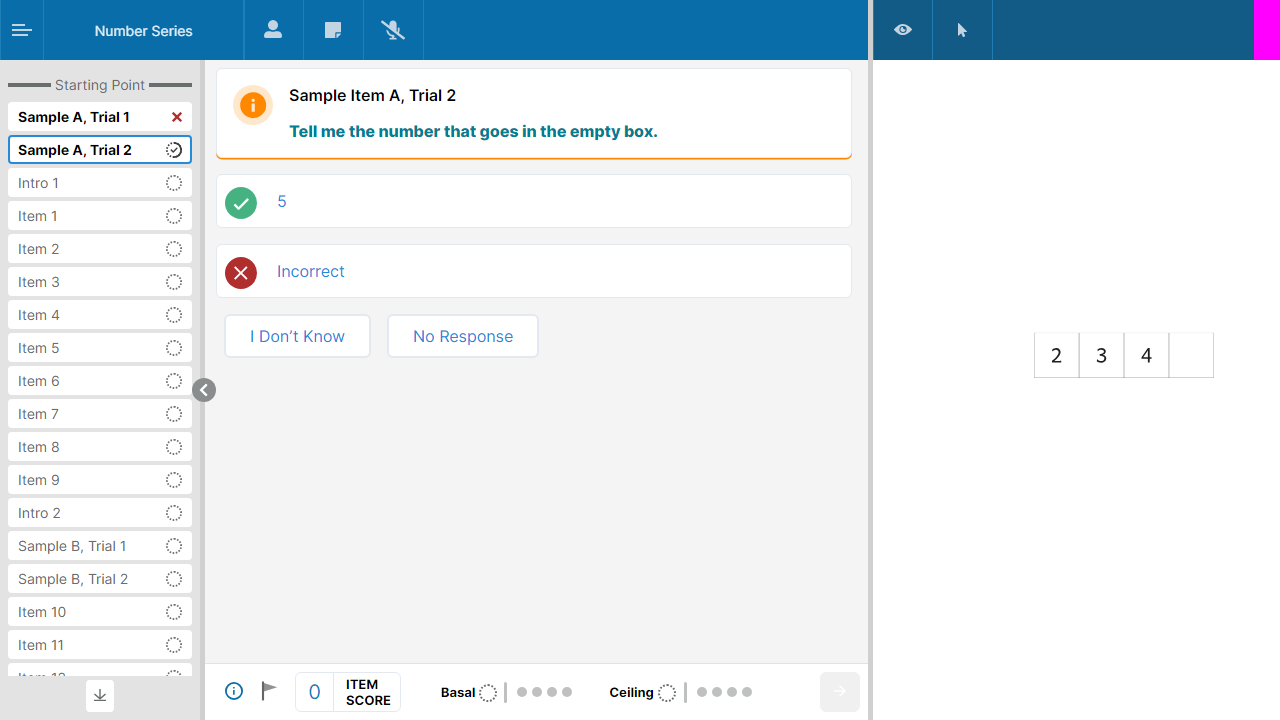 Number Series
Starting Point
Sample A, Trial 1
Sample A, Trial 2
Intro 1
Item 1
Item 2
Item 3
Item 4
Item 5
Item 6
Item 7
Item 8
Item 9
Intro 2
Sample B, Trial 1
Sample B, Trial 2
Item 10
Item 11
Sample Item A, Trial 2
Tell me the number that goes in the empty box.
5
Incorrect
I Don't Know
No Response
0
ITEM
SCORE
Basal
Ceiling
2 3 4